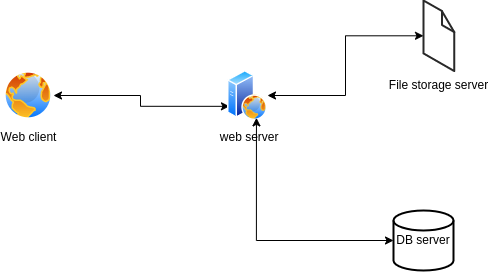 File storage server
Web client
web server
DB server